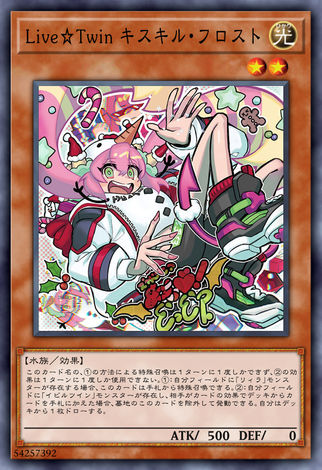 Live☆Twin キスキル・フロスト
光
【水族／効果】
このカード名の、①の方法による特殊召喚は１ターンに１度しかできず、②の効
果は１ターンに１度しか使用できない。①：自分フィールドに「リィラ」モンス
ターが存在する場合、このカードは手札から特殊召喚できる。②：自分フィール
ドに「イビルツイン」モンスターが存在し、相手がカードの効果でデッキからカ
ードを手札に加えた場合、墓地のこのカードを除外して発動できる。自分はデッ
キから１枚ドローする。
ATK/ 500 DEF/ 0
54257392